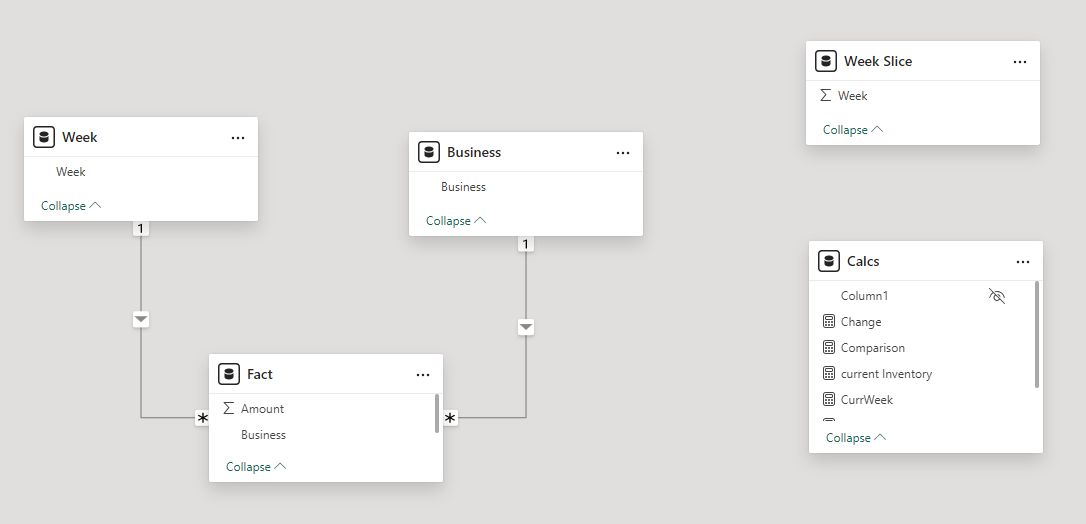 Week
Week
Collapse
1
Business
Business
Collapse
1
Week Slice
Σ Week
Collapse
Fact
Σ Amount
Business
Collapse
*
*
Calcs
Column1
Change
Comparison
current Inventory
CurrWeek
Collapse